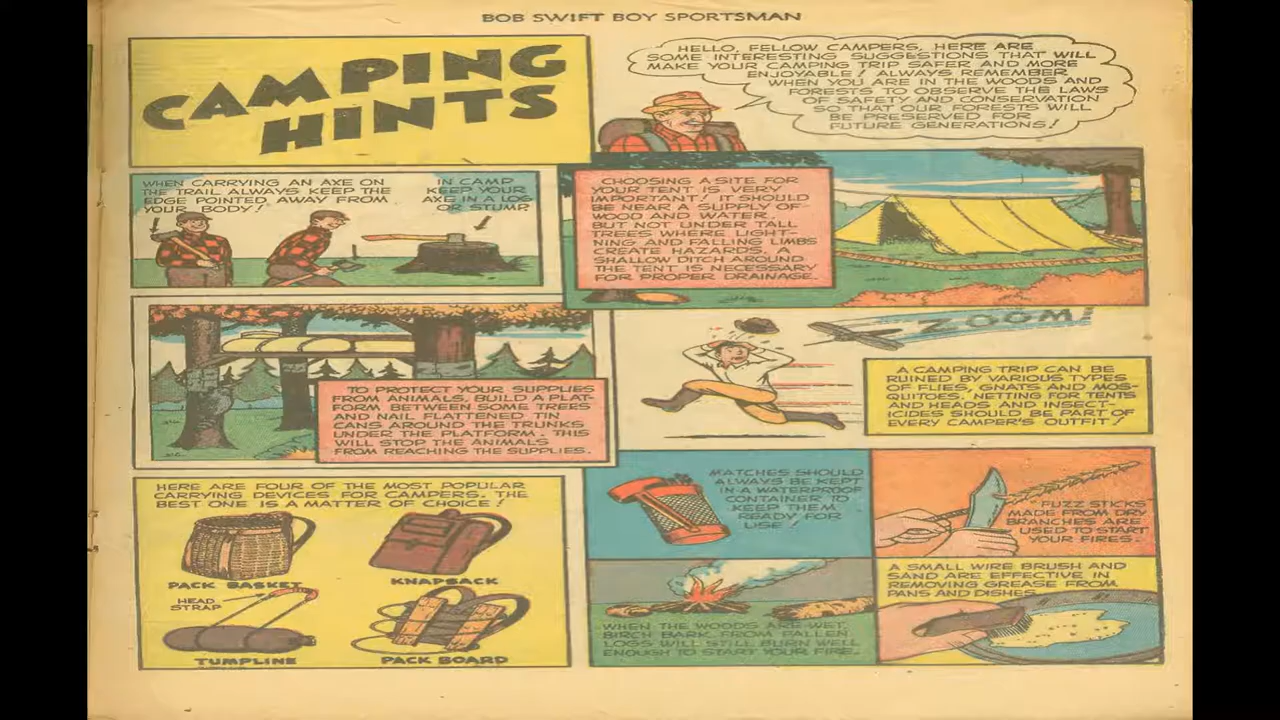 BOB SWIFT BOY SPORTSMAN
CAMPING
HINTS
HELLO, FELLOW CAMPERS, HERE ARE
SOME INTERESTING SUGGESTIONS THAT WILL
MAKE YOUR CAMPING TRIP SAFER AND MORE
ENJOYABLE! ALWAYS REMEMBER
WHEN YOU ARE IN THE WOODS AND
FORESTS TO OBSERVE THE LAWS
OF SAFETY AND CONSERVATION
SO THAT OUR FORESTS WILL
BE PRESERVED FOR
FUTURE GENERATIONS!
WHEN CARRYING AN AXE ON
THE TRAIL ALWAYS KEEP THE
EDGE POINTED AWAY FROM
YOUR BODY!
IN CAMP
KEEP YOUR
AXE IN A LOG
OR STUMP.
CHOOSING A SITE FOR
YOUR TENT IS VERY
IMPORTANT! IT SHOULD
BE NEAR A SUPPLY OF
WOOD AND WATER,
BUT NOT UNDER TALL
TREES WHERE LIGHT-
NING AND FALLING LIMBS
CREATE HAZARDS. A
SHALLOW DITCH AROUND
THE TENT IS NECESSARY
FOR PROPER DRAINAGE.
TO PROTECT YOUR SUPPLIES
FROM ANIMALS, BUILD A PLAT-
FORM BETWEEN SOME TREES
AND NAIL FLATTENED TIN
CANS AROUND THE TRUNKS
UNDER THE PLATFORM. THIS
WILL STOP THE ANIMALS
FROM REACHING THE SUPPLIES.
ZOOM!
A CAMPING TRIP CAN BE
RUINED BY VARIOUS TYPES
OF FLIES, GNATS AND MOS-
QUITOES. NETTING FOR TENTS
AND HEADS AND INSECT-
ICIDES SHOULD BE PART OF
EVERY CAMPER'S OUTFIT!
HERE ARE FOUR OF THE MOST POPULAR
CARRYING DEVICES FOR CAMPERS. THE
BEST ONE IS A MATTER OF CHOICE!
PACK BASKET
KNAPSACK
HEAD
STRAP
TUMPLINE
PACK BOARD
MATCHES SHOULD
ALWAYS BE KEPT
IN A WATERPROOF
CONTAINER TO
KEEP THEM
READY FOR
USE!
FUZZ STICKS
MADE FROM DRY
BRANCHES ARE
USED TO START
YOUR FIRES.
WHEN THE WOODS ARE WET,
BIRCH BARK, FROM FALLEN
LOGS WILL STILL BURN WELL
ENOUGH TO START YOUR FIRE.
A SMALL WIRE BRUSH AND
SAND ARE EFFECTIVE IN
REMOVING GREASE FROM
PANS AND DISHES.